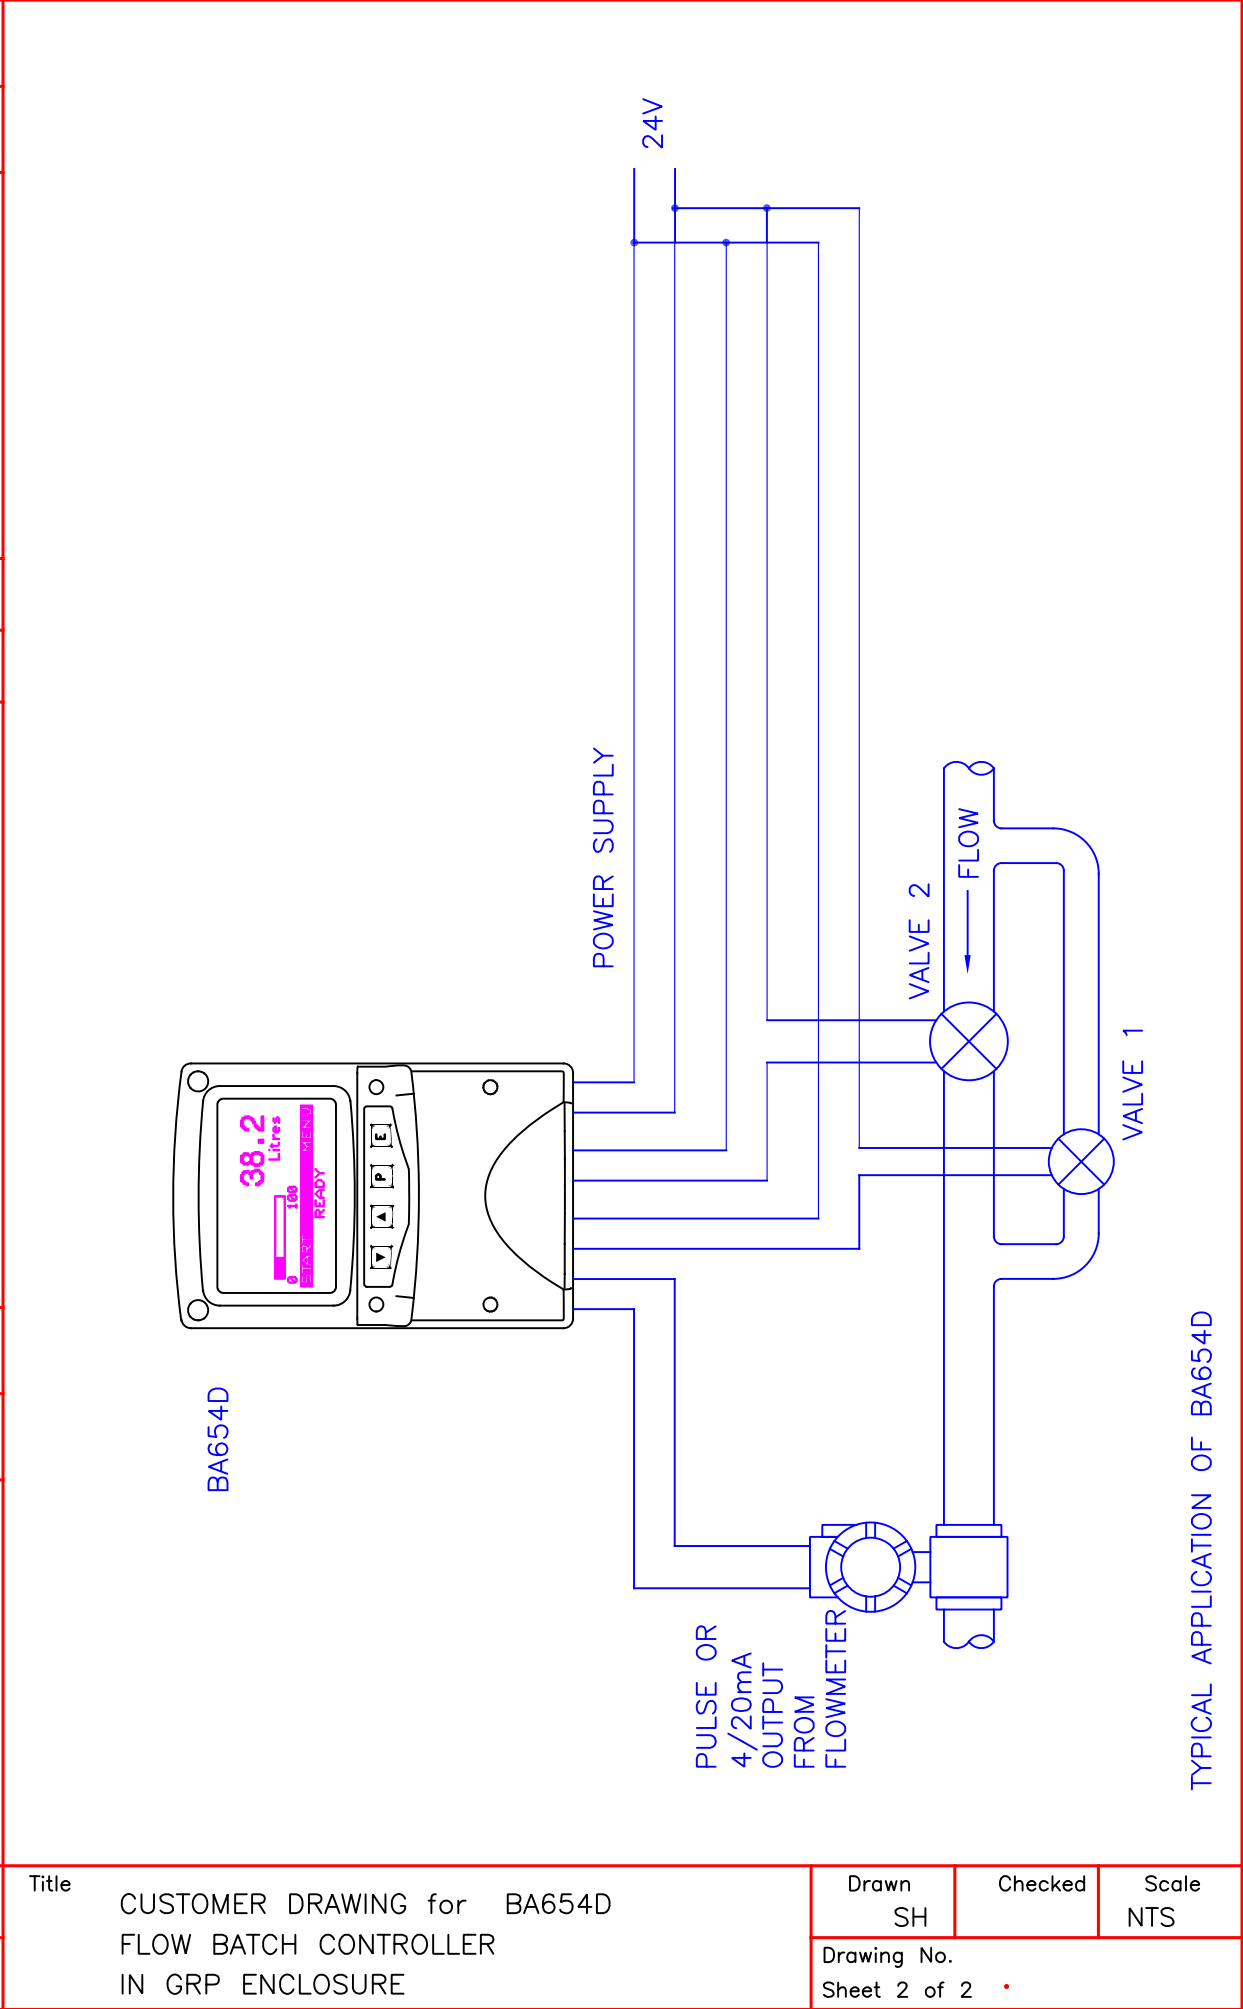 24V
POWER SUPPLY
FLOW
VALVE 2
VALVE 1
38.2
Litres
0 100
START MENU
READY
P E
BA654D
PULSE OR
4/20mA
OUTPUT
FROM
FLOWMETER
TYPICAL APPLICATION OF BA654D
Title
CUSTOMER DRAWING for BA654D
FLOW BATCH CONTROLLER
IN GRP ENCLOSURE
Drawn
SH
Checked
Scale
NTS
Drawing No.
Sheet 2 of 2